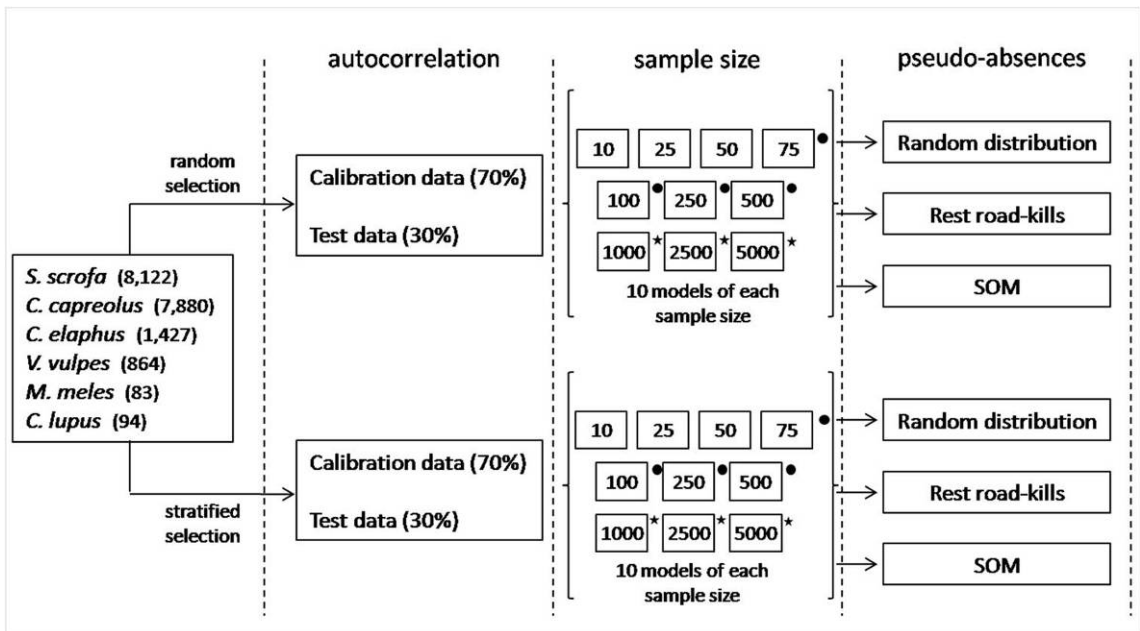 autocorrelation
sample size
pseudo-absences
random
selection
S. scrofa (8,122)
C. capreolus (7,880)
C. elaphus (1,427)
V. vulpes (864)
M. meles (83)
C. lupus (94)
stratified
selection
Calibration data (70%)
Test data (30%)
10 25 50 75 ●
100 ● 250 ● 500 ●
1000 ★ 2500 ★ 5000 ★
10 models of each
sample size
Random distribution
Rest road-kills
SOM
Calibration data (70%)
Test data (30%)
10 25 50 75 ●
100 ● 250 ● 500 ●
1000 ★ 2500 ★ 5000 ★
10 models of each
sample size
Random distribution
Rest road-kills
SOM